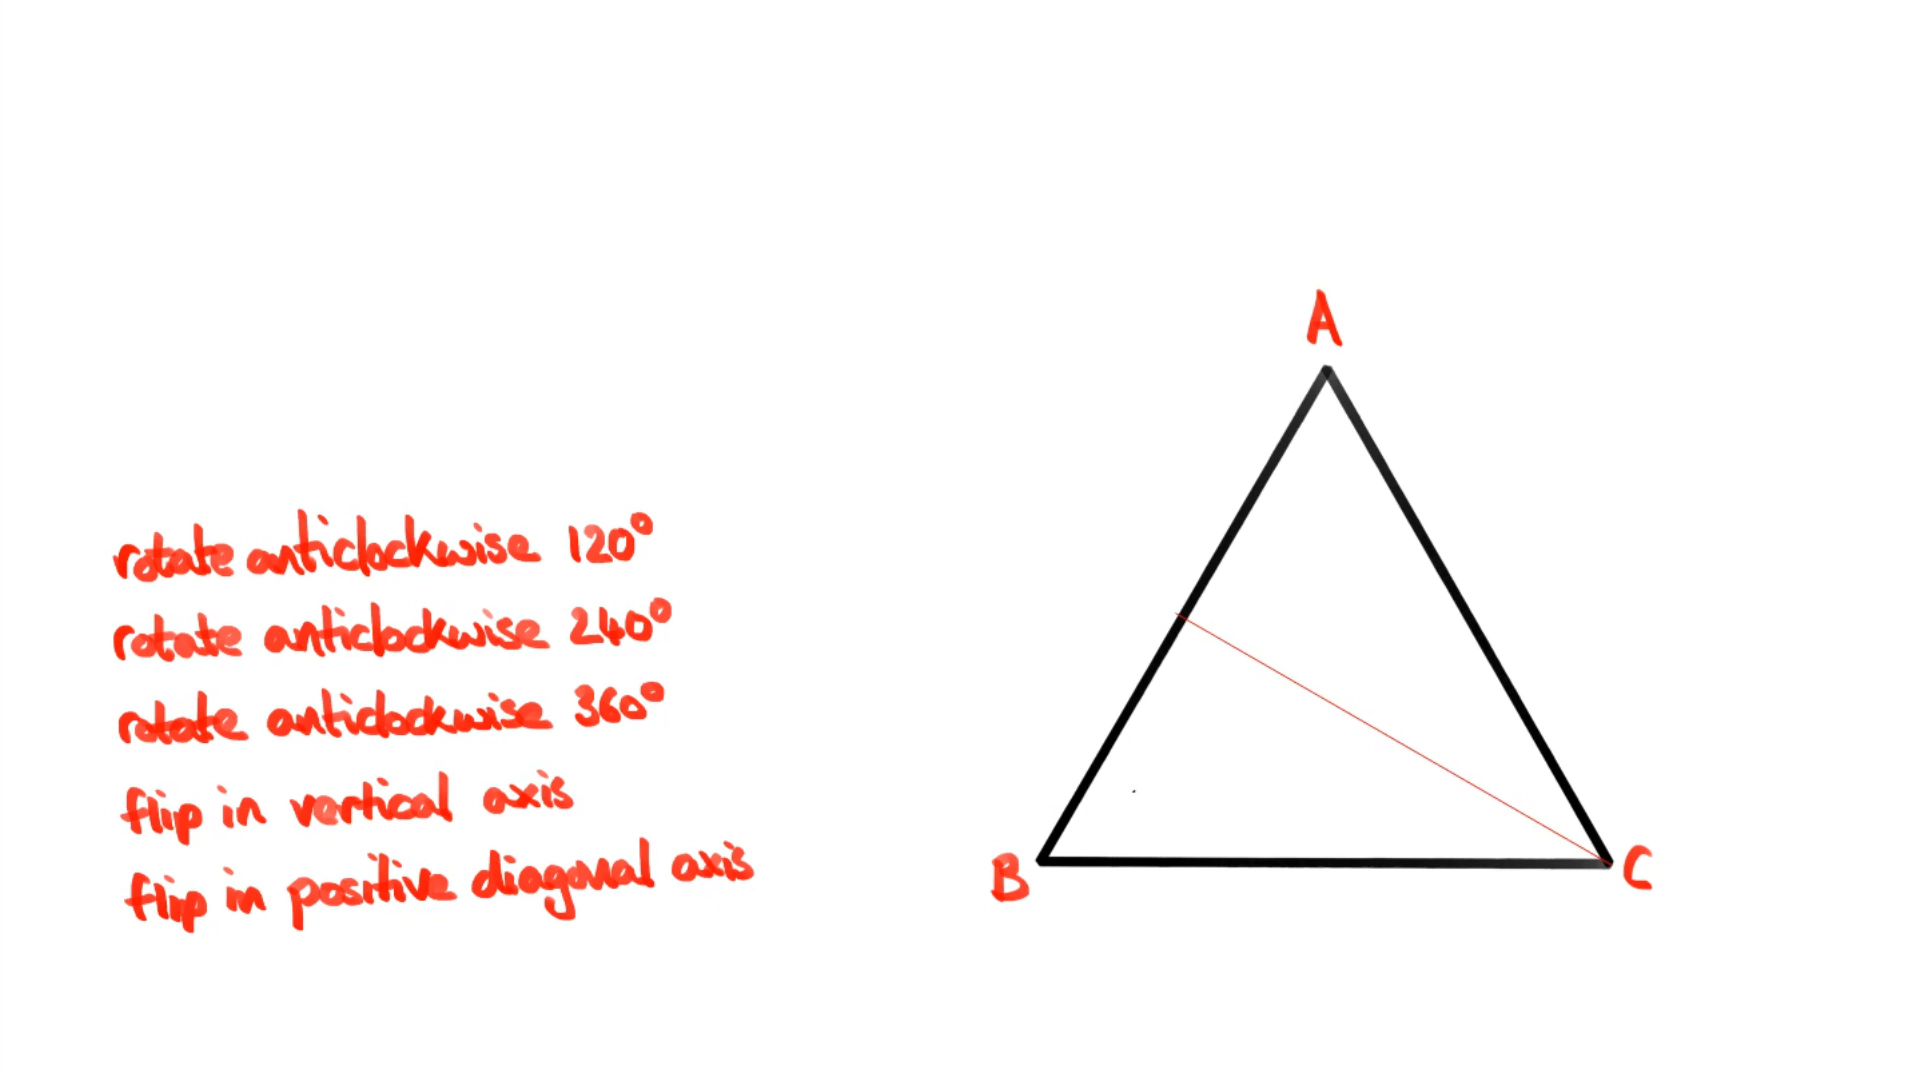 A
rotate anticlockwise 120°
rotate anticlockwise 240°
rotate anticlockwise 360°
flip in vertical axis
flip in positive diagonal axis
B
C